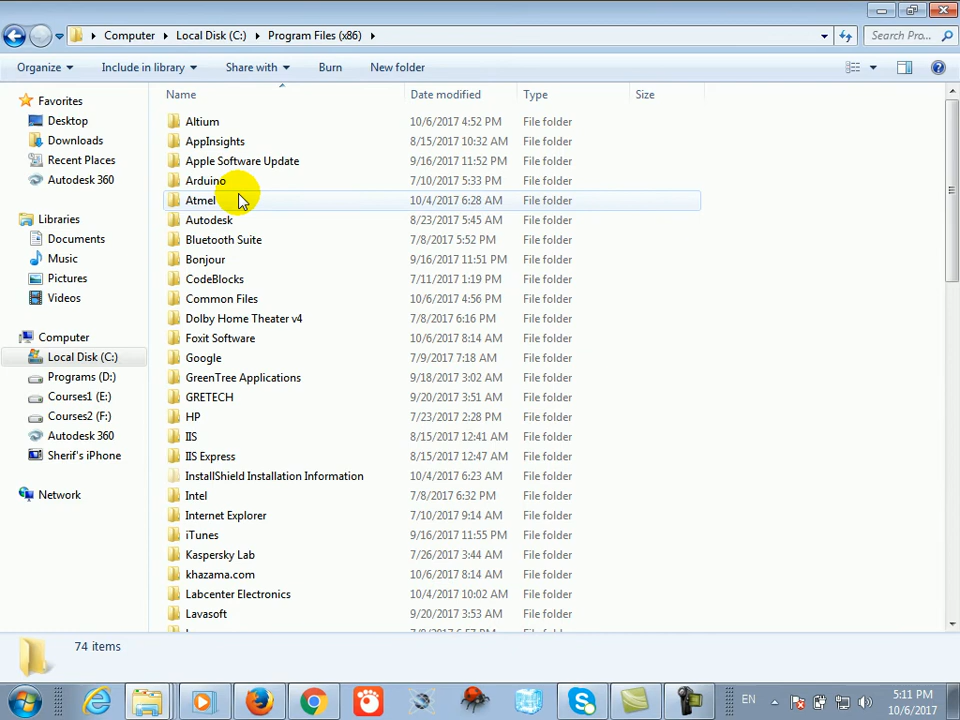 Computer Local Disk (C:) Program Files (x86) Search Pro...
Organize Include in library Share with Burn New folder
Name Date modified Type Size
Favorites
Desktop
Downloads
Recent Places
Autodesk 360
Libraries
Documents
Music
Pictures
Videos
Computer
Local Disk (C:)
Programs (D:)
Courses1 (E:)
Courses2 (F:)
Autodesk 360
Sherif's iPhone
Network
Altium 10/6/2017 4:52 PM File folder
AppInsights 8/15/2017 10:32 AM File folder
Apple Software Update 9/16/2017 11:52 PM File folder
Arduino 7/10/2017 5:33 PM File folder
Atmel 10/4/2017 6:28 AM File folder
Autodesk 8/23/2017 5:45 AM File folder
Bluetooth Suite 7/8/2017 5:52 PM File folder
Bonjour 9/16/2017 11:51 PM File folder
CodeBlocks 7/11/2017 1:19 PM File folder
Common Files 10/6/2017 4:56 PM File folder
Dolby Home Theater v4 7/8/2017 6:16 PM File folder
Foxit Software 10/6/2017 8:14 AM File folder
Google 7/9/2017 7:18 AM File folder
GreenTree Applications 9/18/2017 3:02 AM File folder
GRETECH 9/20/2017 3:51 AM File folder
HP 7/23/2017 2:28 PM File folder
IIS 8/15/2017 12:41 AM File folder
IIS Express 8/15/2017 12:47 AM File folder
InstallShield Installation Information 10/4/2017 6:23 AM File folder
Intel 7/8/2017 6:32 PM File folder
Internet Explorer 7/10/2017 9:14 AM File folder
iTunes 9/16/2017 11:55 PM File folder
Kaspersky Lab 7/26/2017 3:44 AM File folder
khazama.com 10/6/2017 8:14 AM File folder
Labcenter Electronics 10/4/2017 10:02 AM File folder
Lavasoft 9/20/2017 3:53 AM File folder
74 items
EN 5:11 PM
10/6/2017